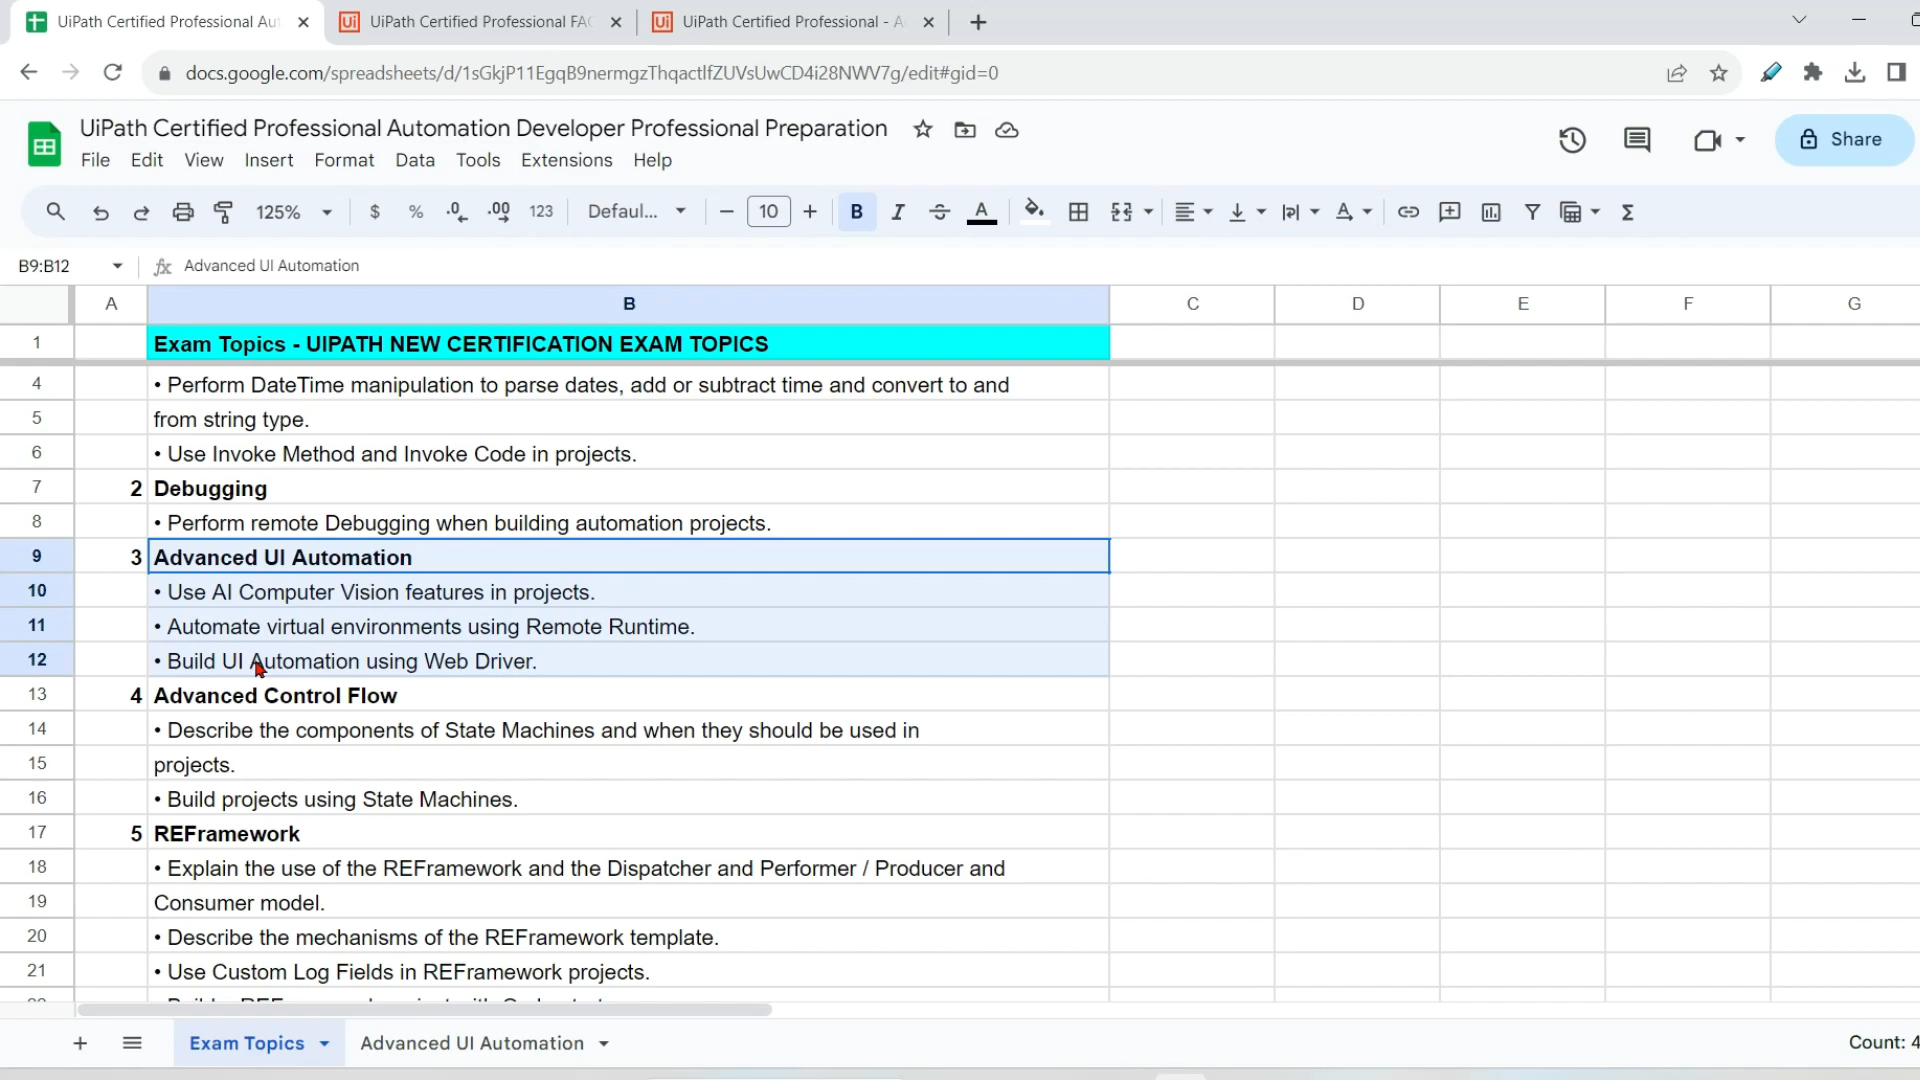 UiPath Certified Professional Au
UiPath Certified Professional FA
UiPath Certified Professional - A
docs.google.com/spreadsheets/d/1sGkjP11EgqB9nermgzThqactlfZUVsUwCD4i28NWV7g/edit#gid=0
UiPath Certified Professional Automation Developer Professional Preparation
File Edit View Insert Format Data Tools Extensions Help
Share
125% $ % .0 .00 123 Defaul... − 10 + B I A Σ
B9:B12 fx Advanced UI Automation
A B C D E F G
1 Exam Topics - UIPATH NEW CERTIFICATION EXAM TOPICS
4 • Perform DateTime manipulation to parse dates, add or subtract time and convert to and
5 from string type.
6 • Use Invoke Method and Invoke Code in projects.
7 2 Debugging
8 • Perform remote Debugging when building automation projects.
9 3 Advanced UI Automation
10 • Use AI Computer Vision features in projects.
11 • Automate virtual environments using Remote Runtime.
12 • Build UI Automation using Web Driver.
13 4 Advanced Control Flow
14 • Describe the components of State Machines and when they should be used in
15 projects.
16 • Build projects using State Machines.
17 5 REFramework
18 • Explain the use of the REFramework and the Dispatcher and Performer / Producer and
19 Consumer model.
20 • Describe the mechanisms of the REFramework template.
21 • Use Custom Log Fields in REFramework projects.
Exam Topics Advanced UI Automation Count: 4